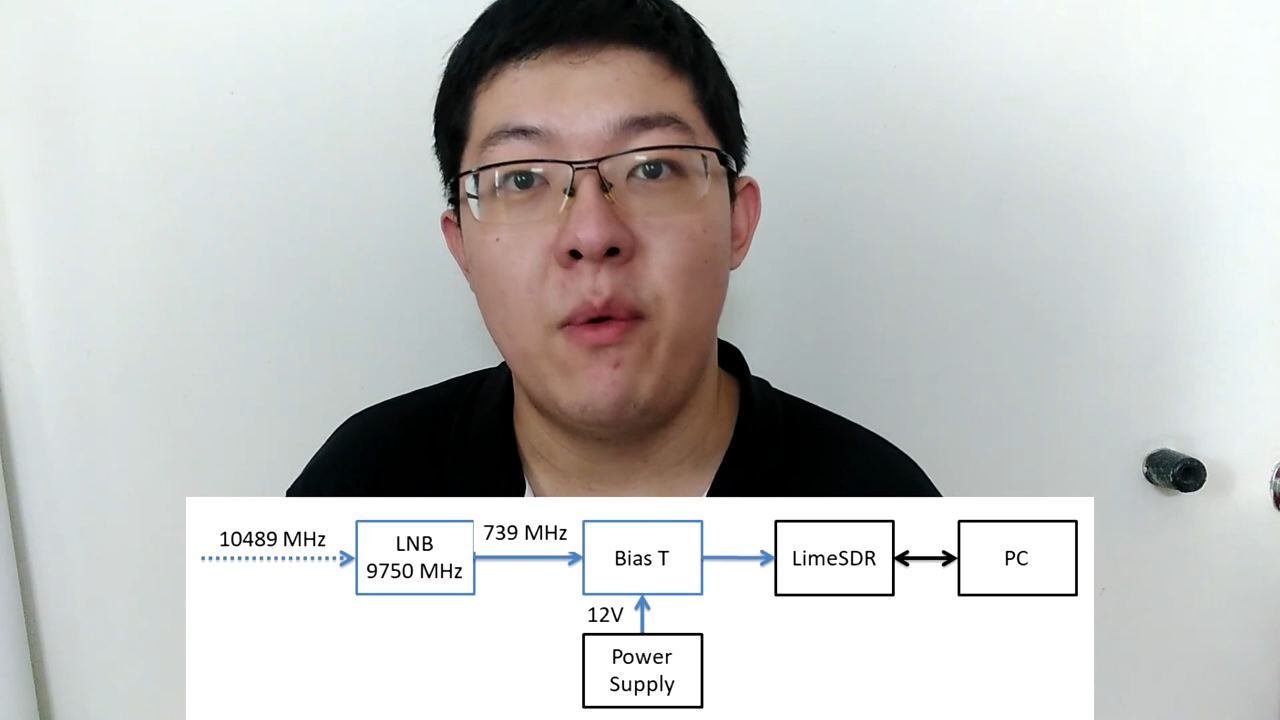 10489 MHz
LNB
9750 MHz
739 MHz
Bias T
LimeSDR
PC
12V
Power
Supply